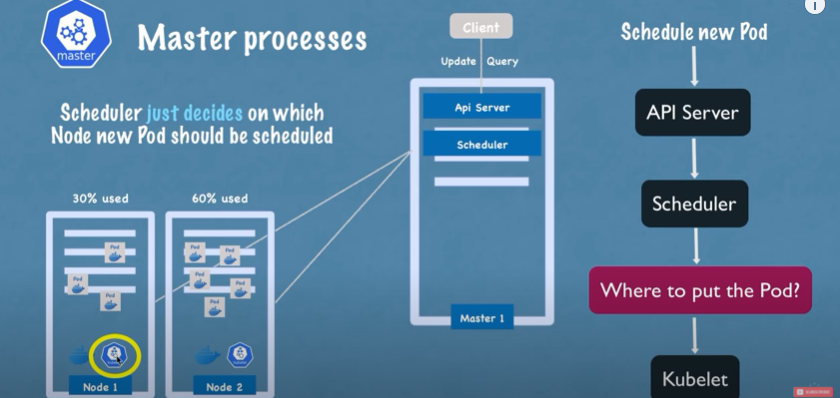 Master processes
master
Scheduler just decides on which
Node new Pod should be scheduled
30% used
60% used
Pod
Pod
Pod
Pod
Pod
Pod
Pod
Pod
Node 1
Node 2
Client
Update Query
Api Server
Scheduler
Master 1
Schedule new Pod
API Server
Scheduler
Where to put the Pod?
Kubelet
SUBSCRIBE